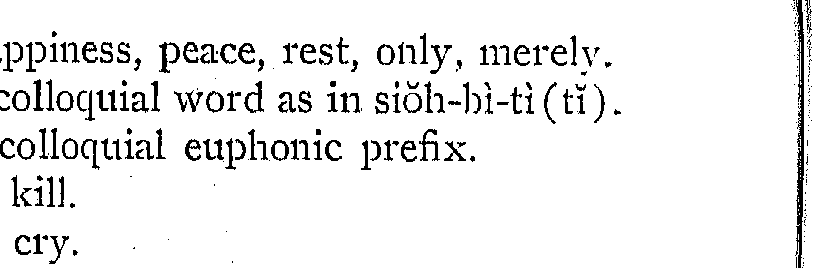 ppiness, peace, rest, only, merely.
colloquial word as in siŏh-bì-tì (tĭ).
colloquial euphonic prefix.
kill.
cry.